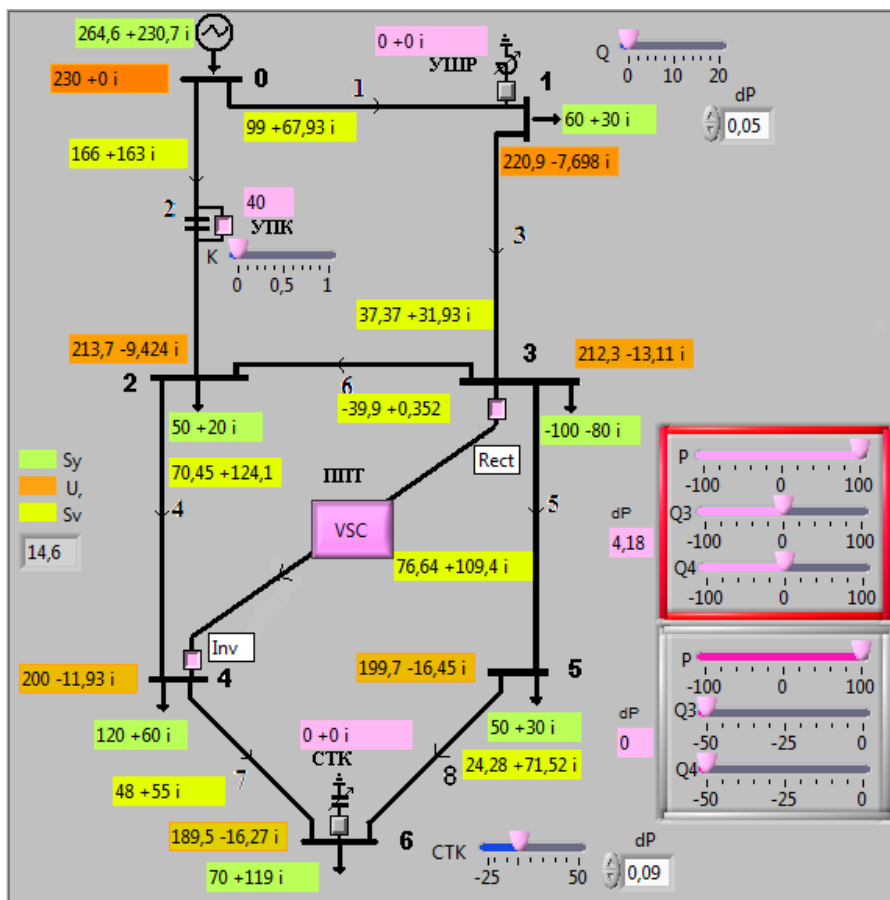 264,6 +230,7 i
0 +0 i
УШР
Q
0 10 20
dP
0,05
230 +0 i
0
1
1
99 +67,93 i
60 +30 i
166 +163 i
220,9 -7,698 i
2
40
УПК
K
0 0,5 1
3
37,37 +31,93 i
213,7 -9,424 i
2
6
3
212,3 -13,11 i
-39,9 +0,352
50 +20 i
-100 -80 i
Rect
Sy
U,
Sv
14,6
70,45 +124,1
4
ППТ
VSC
76,64 +109,4 i
5
dP
4,18
P
-100 0 100
Q3
-100 0 100
Q4
-100 0 100
Inv
200 -11,93 i
4
199,7 -16,45 i
5
dP
0
P
-100 0 100
Q3
-50 -25 0
Q4
-50 -25 0
120 +60 i
0 +0 i
СТК
50 +30 i
24,28 +71,52 i
7
8
48 +55 i
189,5 -16,27 i
6
70 +119 i
СТК
-25 50
dP
0,09